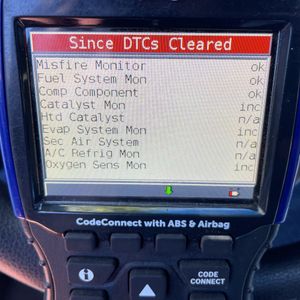 Since DTCs Cleared
Misfire Monitor ok
Fuel System Mon ok
Comp Component ok
Catalyst Mon inc
Htd Catalyst n/a
Evap System Mon inc
Sec Air System n/a
A/C Refrig Mon n/a
Oxygen Sens Mon inc
CodeConnect with ABS & Airbag
CODE
CONNECT